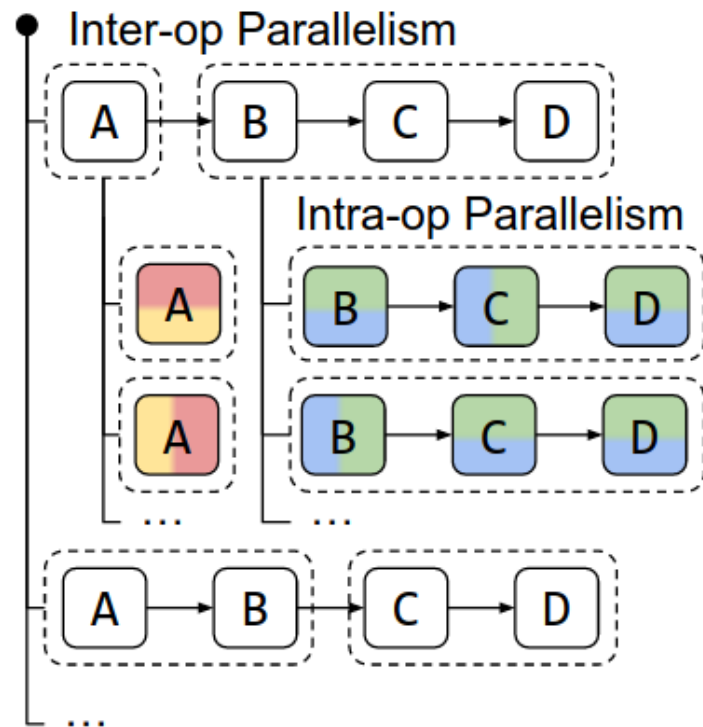 Inter-op Parallelism
A B C D
Intra-op Parallelism
A B C D
A B C D
... ...
A B C D
...